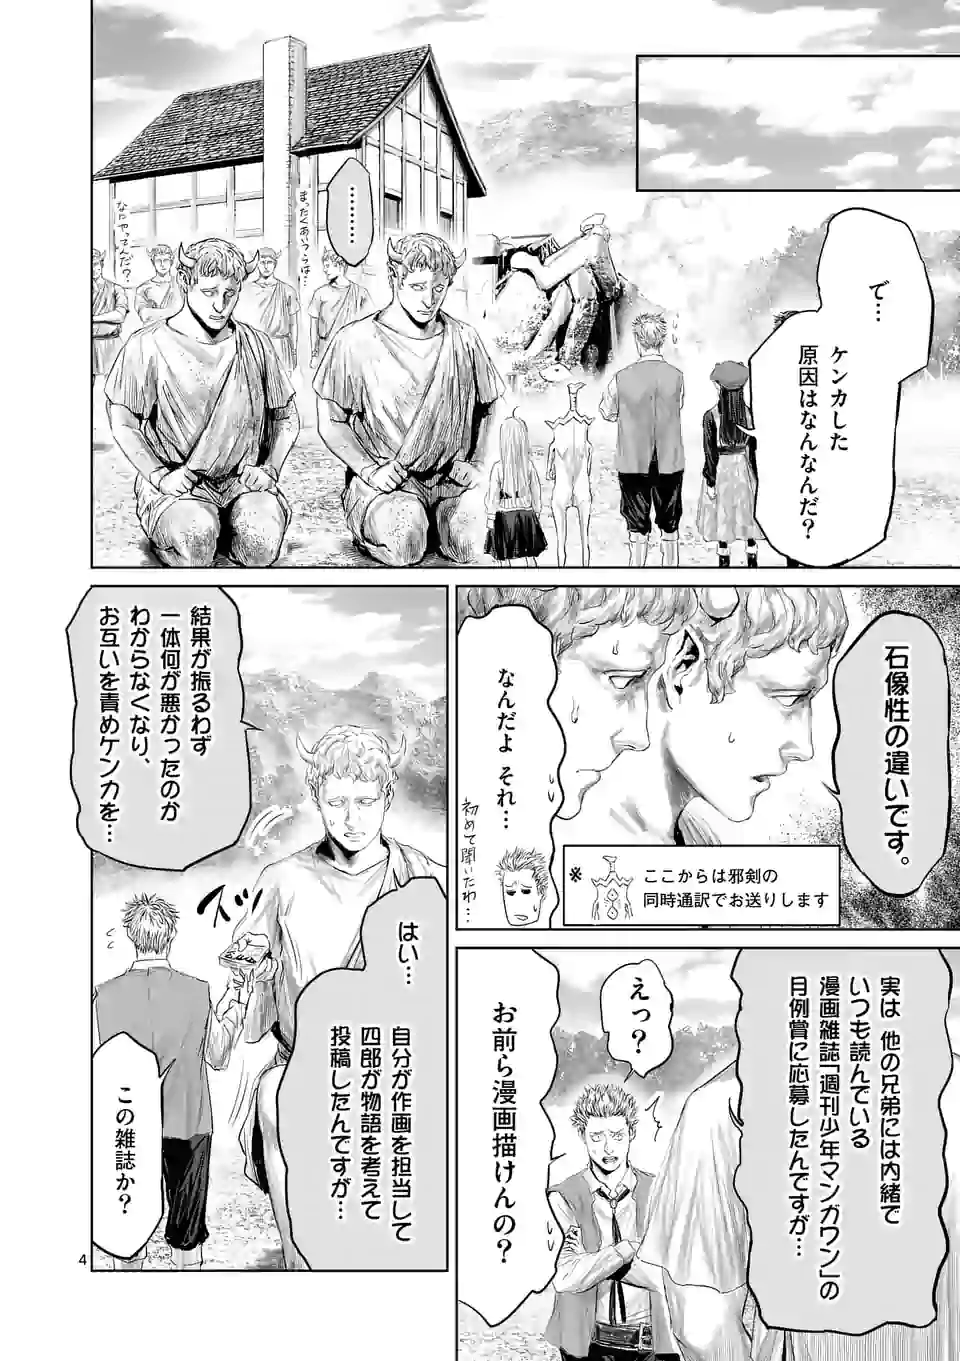 で…
ケンカした
原因はなんなんだ？
………
まったくあいつらは…
なにやってんだ？
石像性の違いです。
なんだよ それ…
初めて聞いたわ…
※
ここからは邪剣の
同時通訳でお送りします
結果が振るわず
一体何が悪かったのか
わからなくなり、
お互いを責めケンカを…
実は 他の兄弟には内緒で
いつも読んでいる
漫画雑誌「週刊少年マンガワン」の
月例賞に応募したんですが…
えっ？
お前ら漫画描けんの？
はい…
自分が作画を担当して
四郎が物語を考えて
投稿したんですが…
スッ
この雑誌か？
4